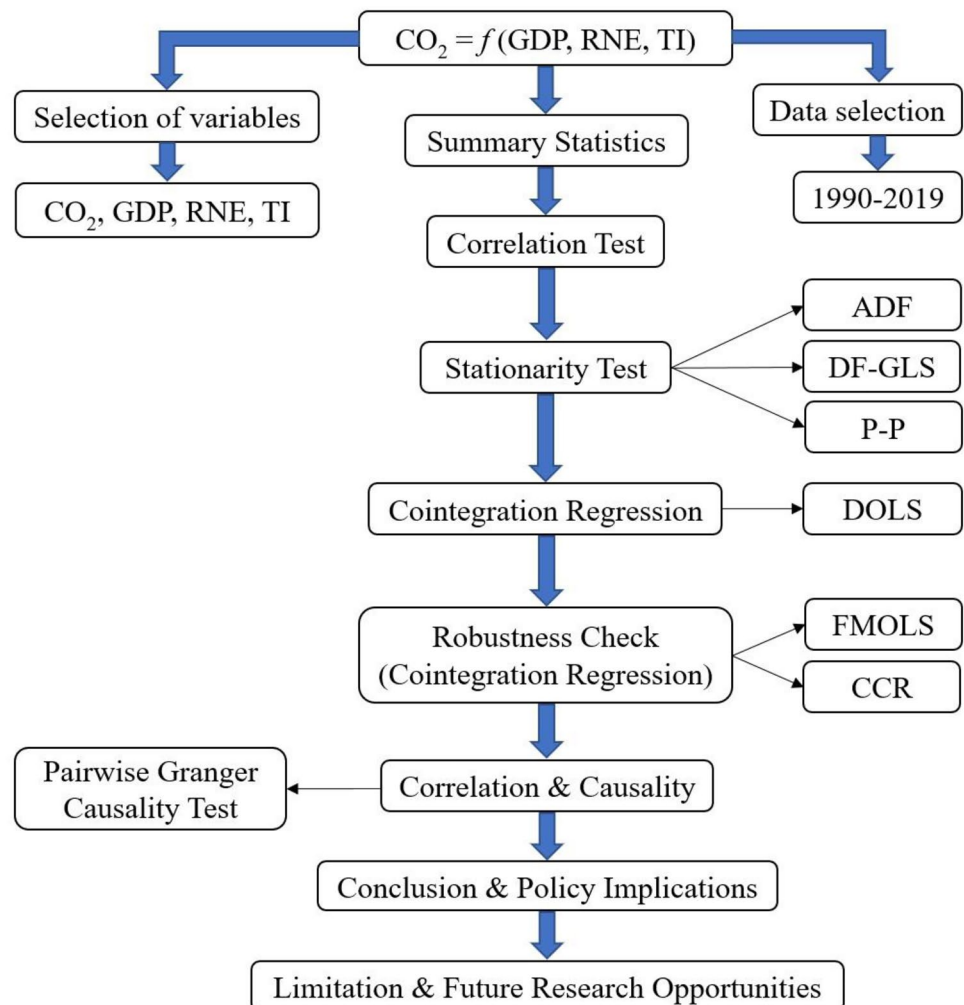 CO₂ = f (GDP, RNE, TI)
Selection of variables
Data selection
Summary Statistics
CO₂, GDP, RNE, TI
1990-2019
Correlation Test
Stationarity Test
ADF
DF-GLS
P-P
Cointegration Regression
DOLS
Robustness Check
(Cointegration Regression)
FMOLS
CCR
Correlation & Causality
Pairwise Granger
Causality Test
Conclusion & Policy Implications
Limitation & Future Research Opportunities